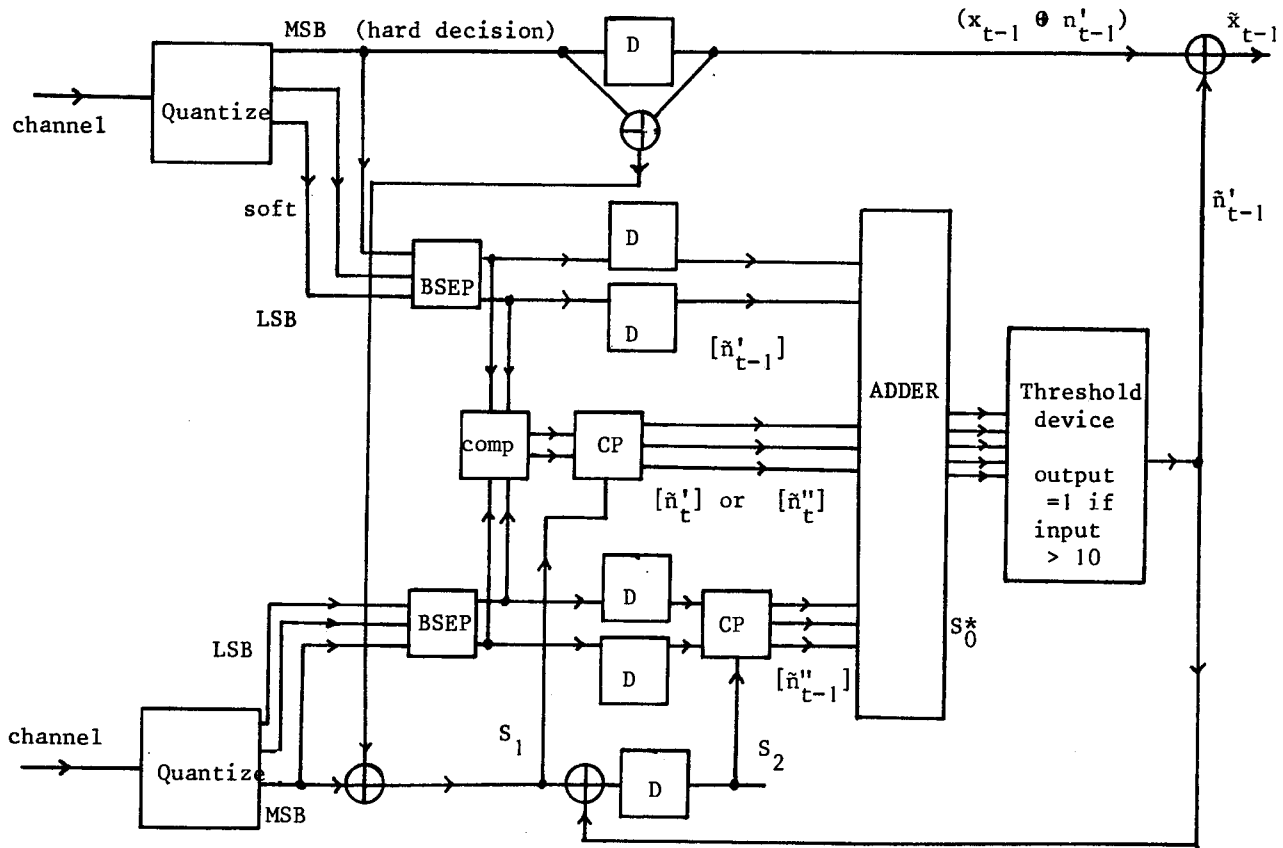 MSB (hard decision)
D
(x_{t-1} ⊕ n'_{t-1})
x̃_{t-1}
Quantize
channel
soft
ñ'_{t-1}
D
BSEP
LSB
D
[ñ'_{t-1}]
ADDER
Threshold
device
output
=1 if
input
> 10
comp
CP
[ñ'_t] or [ñ"_t]
D
BSEP
CP
S*_0
LSB
D
[ñ"_{t-1}]
channel
S_1
S_2
Quantize
D
MSB